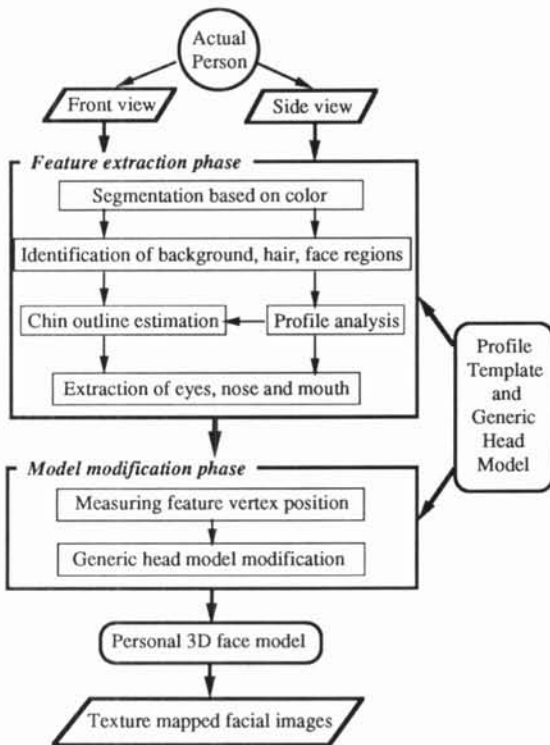 Actual
Person
Front view
Side view
Feature extraction phase
Segmentation based on color
Identification of background, hair, face regions
Chin outline estimation
Profile analysis
Extraction of eyes, nose and mouth
Profile
Template
and
Generic
Head
Model
Model modification phase
Measuring feature vertex position
Generic head model modification
Personal 3D face model
Texture mapped facial images